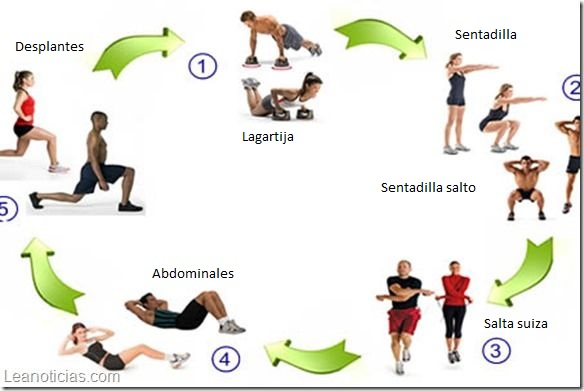 Desplantes
1
Lagartija
Sentadilla
2
Sentadilla salto
Salta suiza
3
Abdominales
4
5
Leanoticias.com